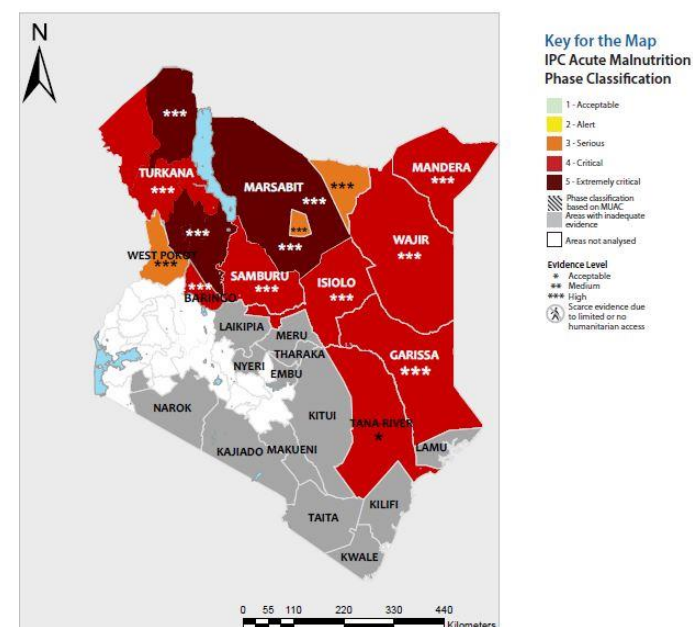 N
***
TURKANA
***
MARSABIT
***
***
MANDERA
***
***
***
WEST POKOT
***
***
WAJIR
***
SAMBURU
***
ISIOLO
***
***
BARINGO
LAIKIPIA
MERU
THARAKA
NYERI
EMBU
GARISSA
***
NAROK
KITUI
TANA RIVER
*
KAJIADO
MAKUENI
LAMU
TAITA
KILIFI
KWALE
0 55 110 220 330 440
Kilometers
Key for the Map
IPC Acute Malnutrition
Phase Classification
1 - Acceptable
2 - Alert
3 - Serious
4 - Critical
5 - Extremely critical
Phase classification
based on MUAC
Areas with inadequate
evidence
Areas not analysed
Evidence Level
* Acceptable
** Medium
*** High
Scarce evidence due
to limited or no
humanitarian access